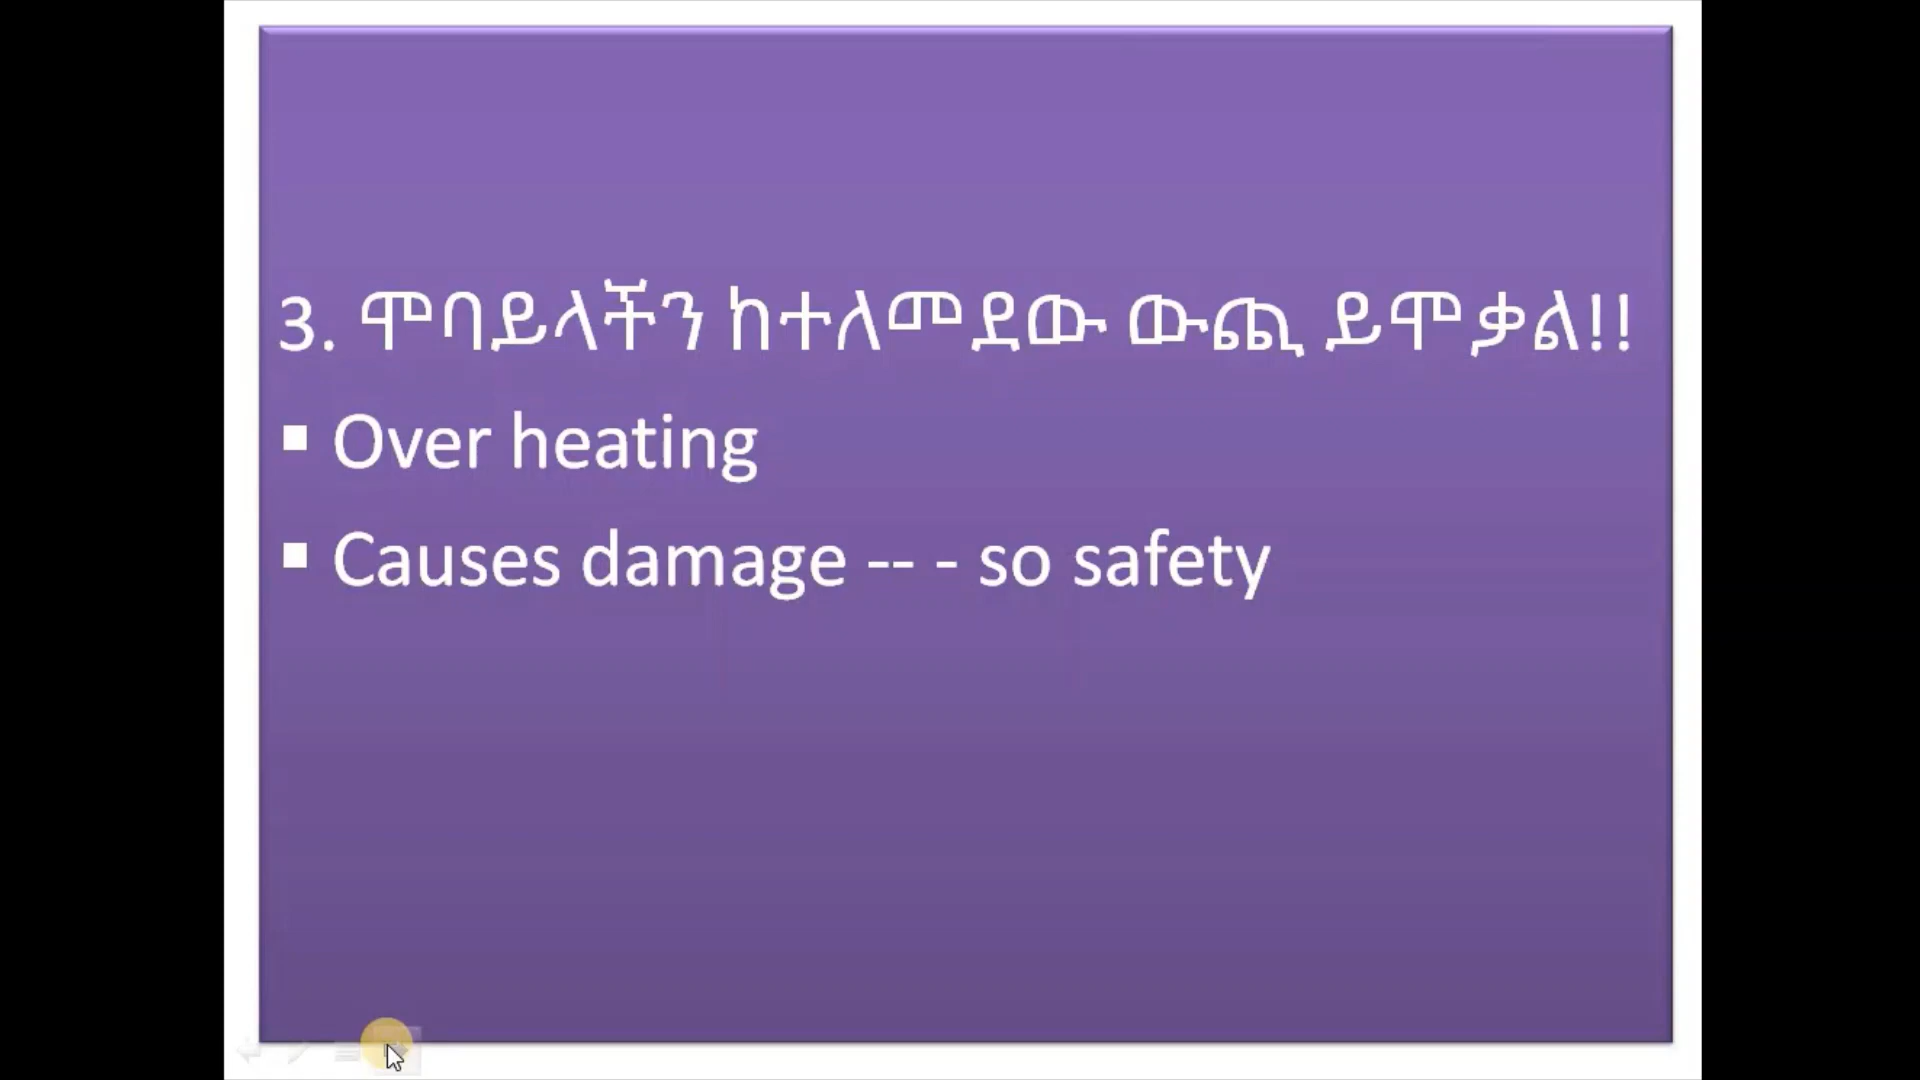 3. ሞባይላችን ከተለመደው ውጪ ይሞቃል!!
▪ Over heating
▪ Causes damage -- - so safety